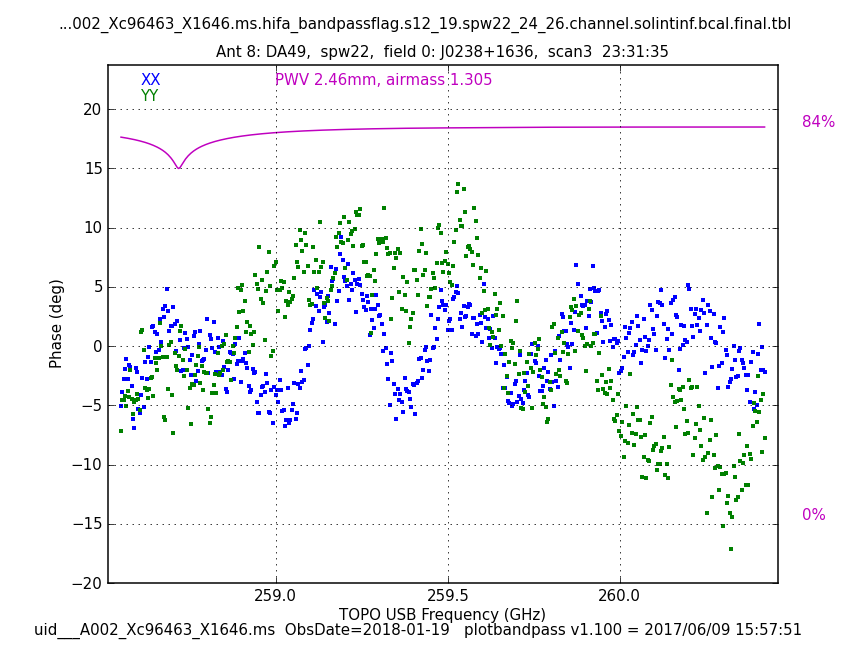 ...002_Xc96463_X1646.ms.hifa_bandpassflag.s12_19.spw22_24_26.channel.solintinf.bcal.final.tbl
Ant 8: DA49,  spw22,  field 0: J0238+1636,  scan3  23:31:35
XX
PWV 2.46mm, airmass 1.305
YY
20
84%
15
10
5
0
−5
−10
−15
0%
−20
Phase (deg)
259.0
259.5
260.0
TOPO USB Frequency (GHz)
uid___A002_Xc96463_X1646.ms  ObsDate=2018-01-19   plotbandpass v1.100 = 2017/06/09 15:57:51